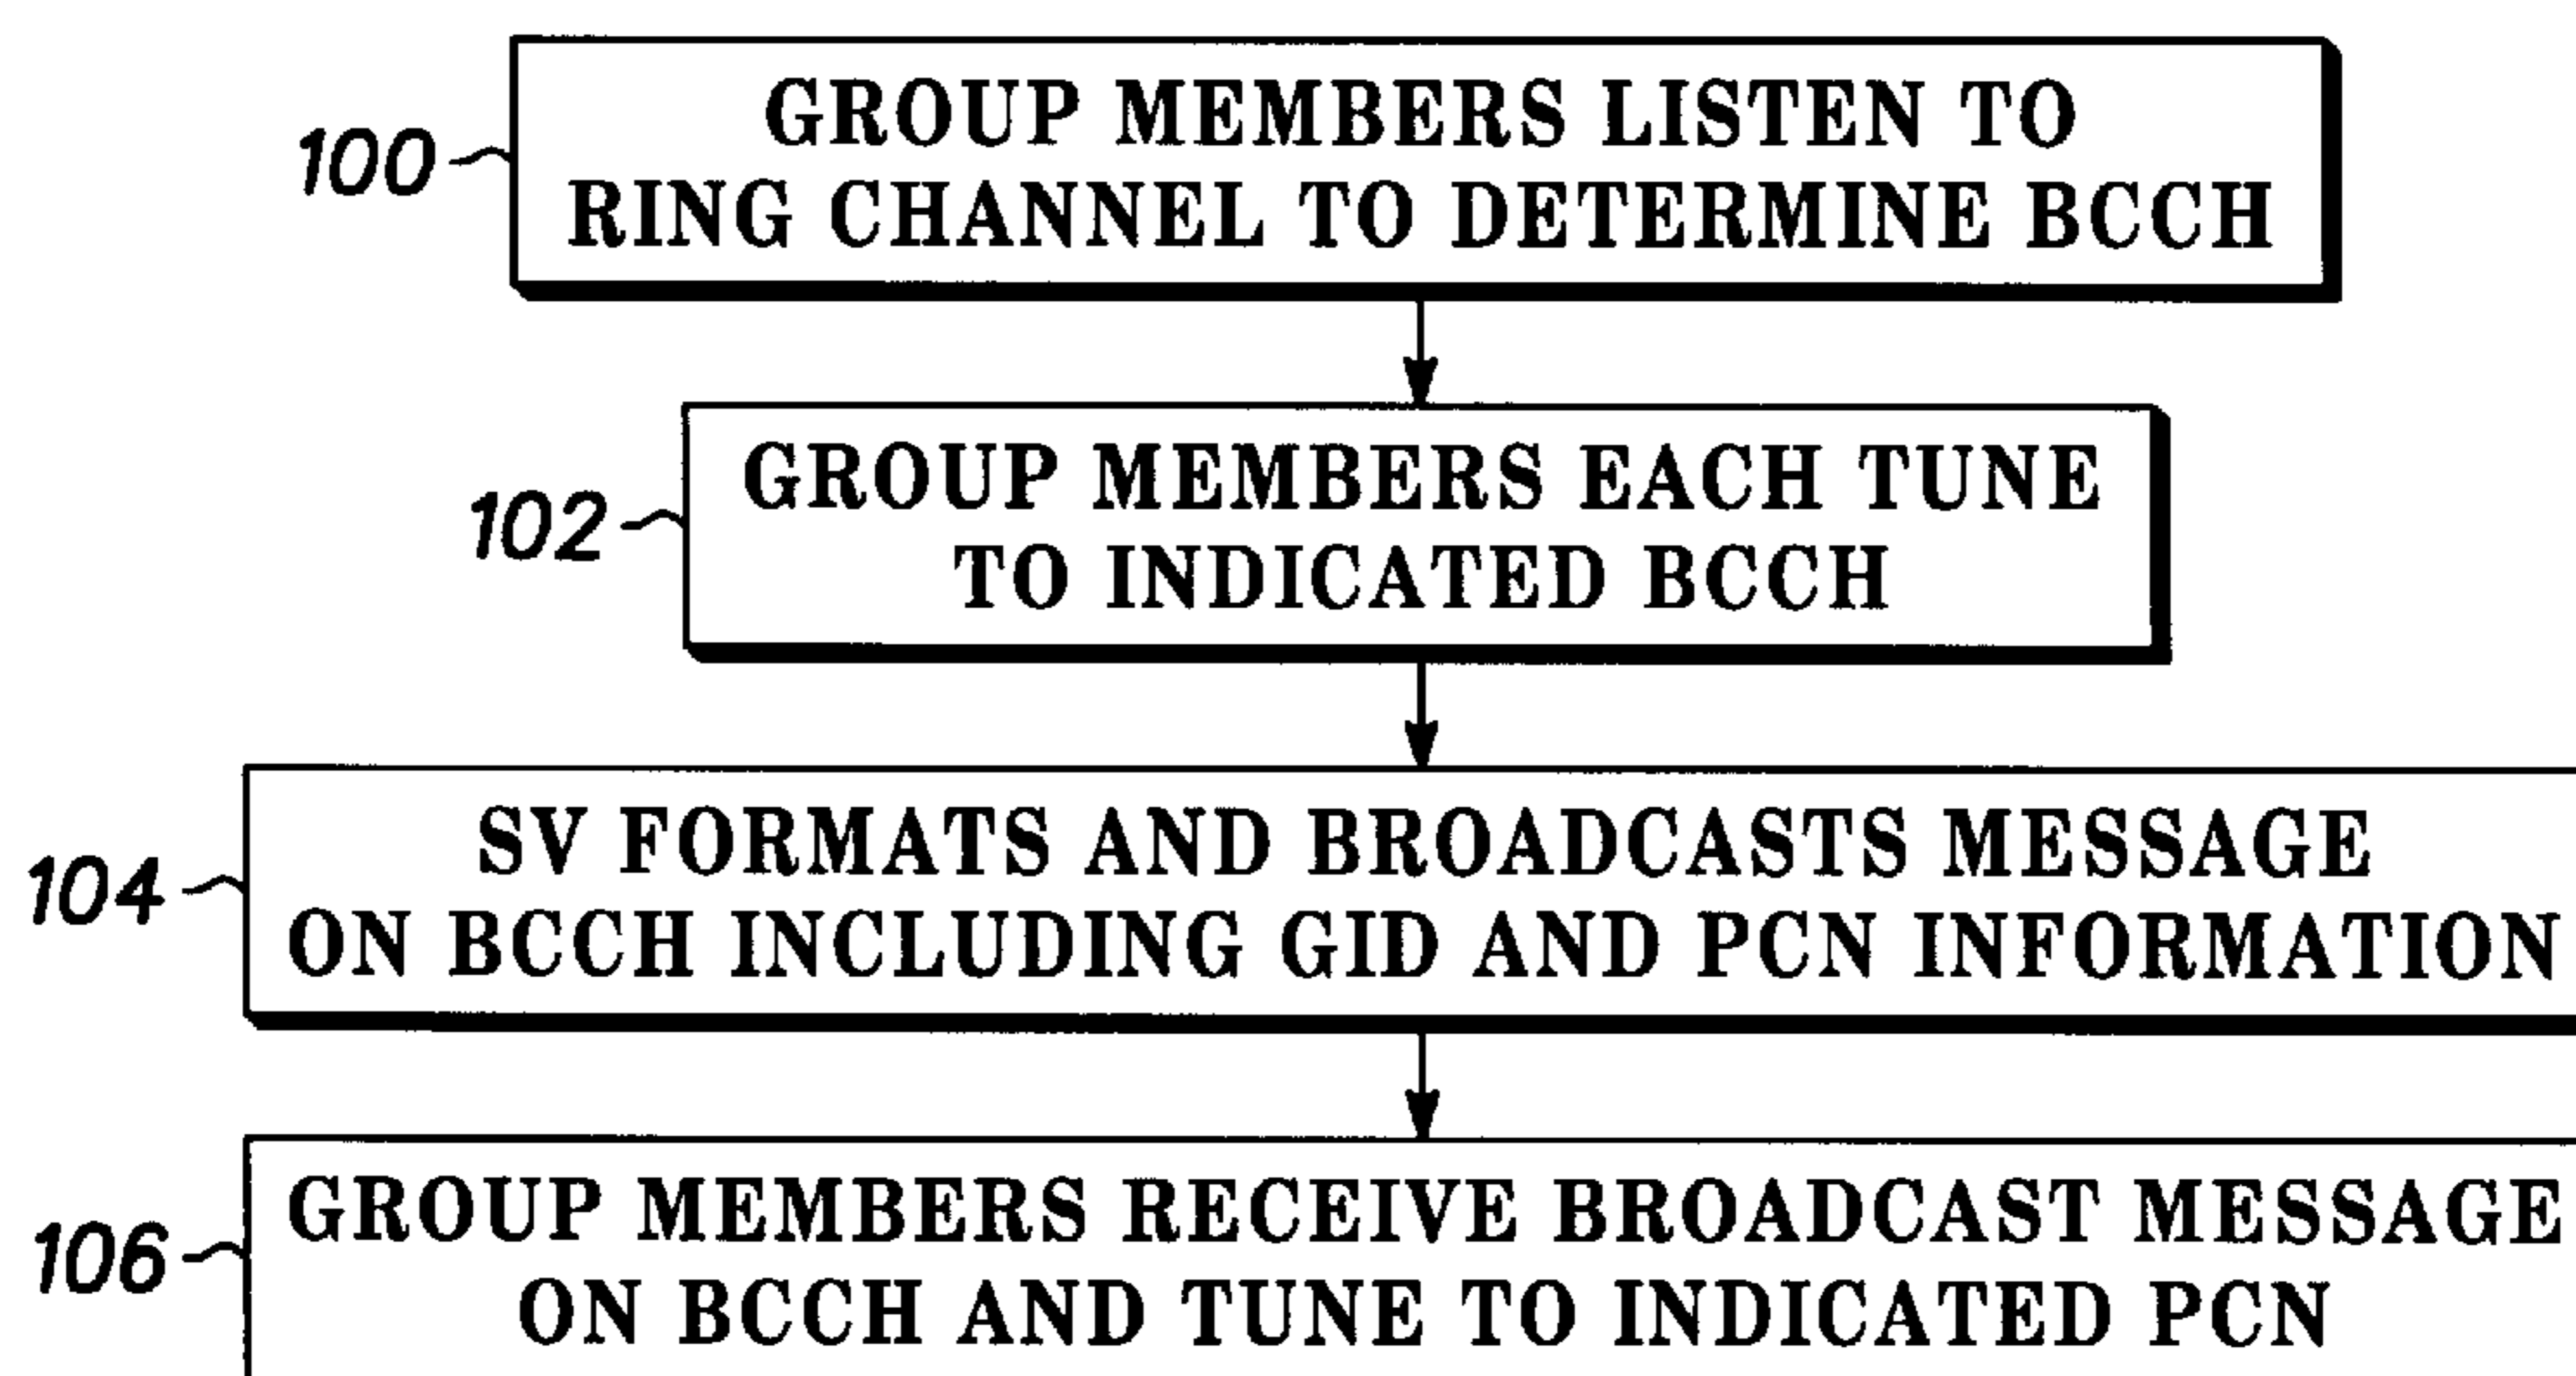 GROUP MEMBERS LISTEN TO
100
RING CHANNEL TO DETERMINE BCCH
GROUP MEMBERS EACH TUNE
102
TO INDICATED BCCH
SV FORMATS AND BROADCASTS MESSAGE
104
ON BCCH INCLUDING GID AND PCN INFORMATION
GROUP MEMBERS RECEIVE BROADCAST MESSAGE
106
ON BCCH AND TUNE TO INDICATED PCN